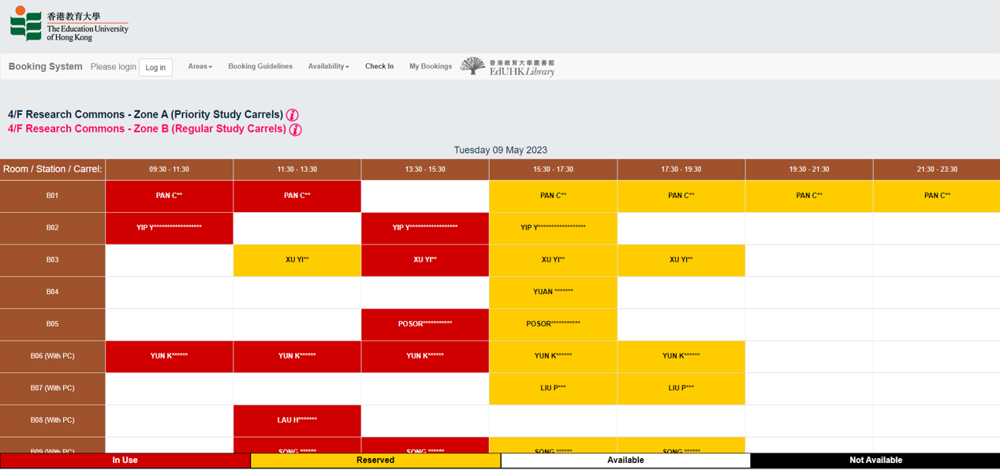 香港教育大學
The Education University
of Hong Kong
Booking System Please login Log in Areas Booking Guidelines Availability Check In My Bookings 香港教育大學圖書館
EdUHK Library
4/F Research Commons - Zone A (Priority Study Carrels) i
4/F Research Commons - Zone B (Regular Study Carrels) i
Tuesday 09 May 2023
Room / Station / Carrel: 09:30 - 11:30 11:30 - 13:30 13:30 - 15:30 15:30 - 17:30 17:30 - 19:30 19:30 - 21:30 21:30 - 23:30
B01 PAN C** PAN C** PAN C** PAN C** PAN C** PAN C**
B02 YIP Y****************** YIP Y****************** YIP Y******************
B03 XU YI** XU YI** XU YI** XU YI**
B04 YUAN *******
B05 POSOR*********** POSOR***********
B06 (With PC) YUN K****** YUN K****** YUN K****** YUN K****** YUN K******
B07 (With PC) LIU P*** LIU P***
B08 (With PC) LAU H*******
B09 (With PC) SONG ****** SONG ****** SONG ****** SONG ******
In Use Reserved Available Not Available